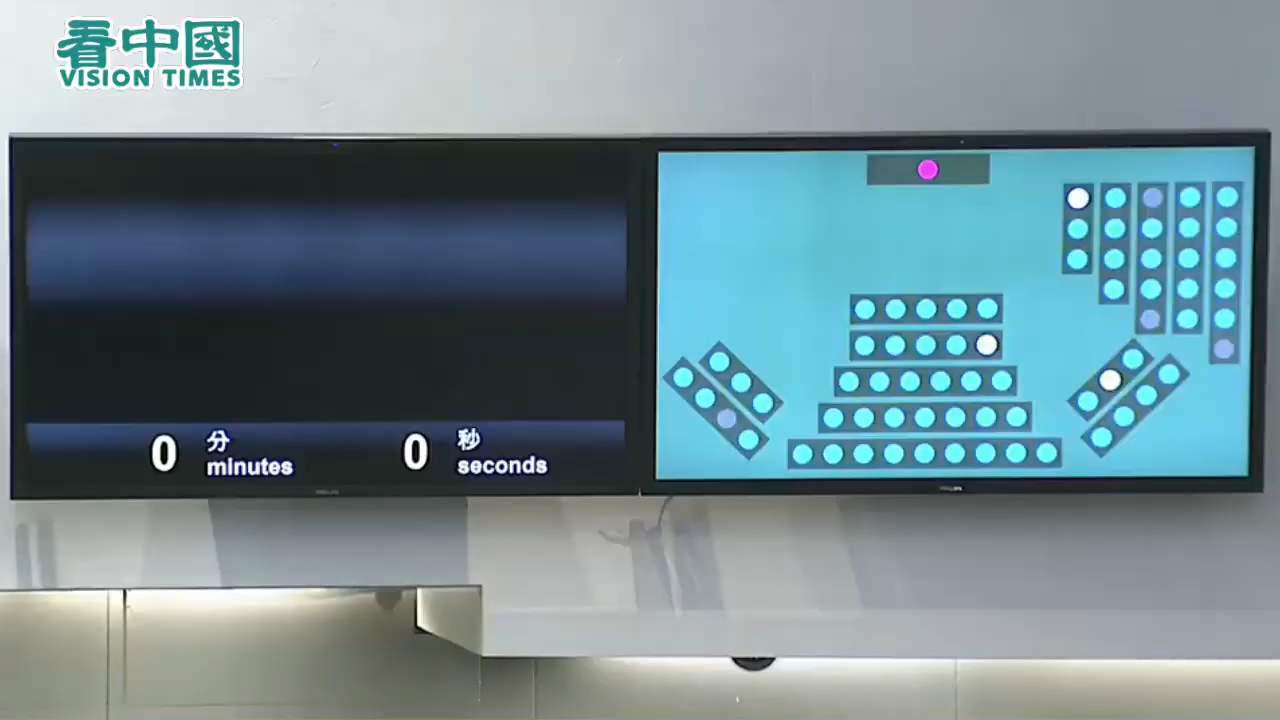 看中國
VISION TIMES
0 分 0 秒
minutes seconds